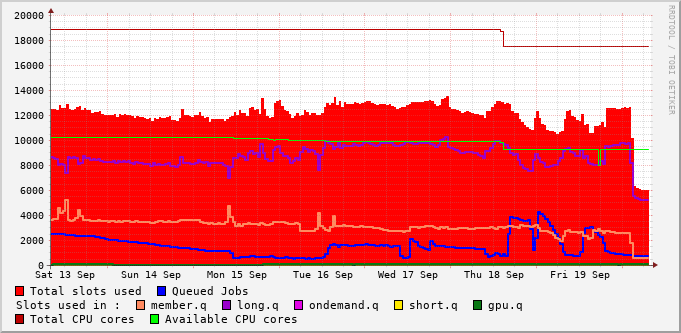 20000
18000
16000
14000
12000
10000
8000
6000
4000
2000
0
Sat 13 Sep Sun 14 Sep Mon 15 Sep Tue 16 Sep Wed 17 Sep Thu 18 Sep Fri 19 Sep
Total slots used Queued Jobs
Slots used in : member.q long.q ondemand.q short.q gpu.q
Total CPU cores Available CPU cores
RRDTOOL / TOBI OETIKER